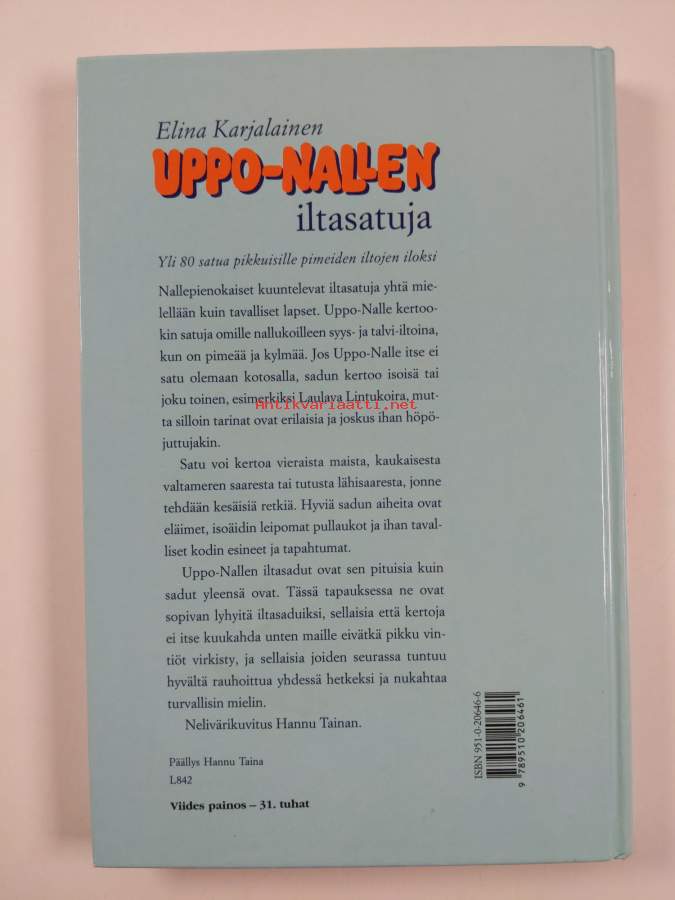 Elina Karjalainen
UPPO-NALLEN
iltasatuja
Yli 80 satua pikkuisille pimeiden iltojen iloksi
Nallepienokaiset kuuntelevat iltasatuja yhtä mie-
lellään kuin tavalliset lapset. Uppo-Nalle kertoo-
kin satuja omille nallukoilleen syys- ja talvi-iltoina,
kun on pimeää ja kylmää. Jos Uppo-Nalle itse ei
satu olemaan kotosalla, sadun kertoo isoisä tai
joku toinen, esimerkiksi Laulava Lintukoira, mut-
Antikvariaatti.net
ta silloin tarinat ovat erilaisia ja joskus ihan höpö-
juttujakin.
Satu voi kertoa vieraista maista, kaukaisesta
valtameren saaresta tai tutusta lähisaaresta, jonne
tehdään kesäisiä retkiä. Hyviä sadun aiheita ovat
eläimet, isoäidin leipomat pullaukot ja ihan taval-
liset kodin esineet ja tapahtumat.
Uppo-Nallen iltasadut ovat sen pituisia kuin
sadut yleensä ovat. Tässä tapauksessa ne ovat
sopivan lyhyitä iltasaduiksi, sellaisia että kertoja
ei itse kuukahda unten maille eivätkä pikku vin-
tiöt virkisty, ja sellaisia joiden seurassa tuntuu
hyvältä rauhoittua yhdessä hetkeksi ja nukahtaa
turvallisin mielin.
Nelivärikuvitus Hannu Tainan.
Päällys Hannu Taina
L842
Viides painos – 31. tuhat
ISBN 951-0-20646-6
9 789510 206461